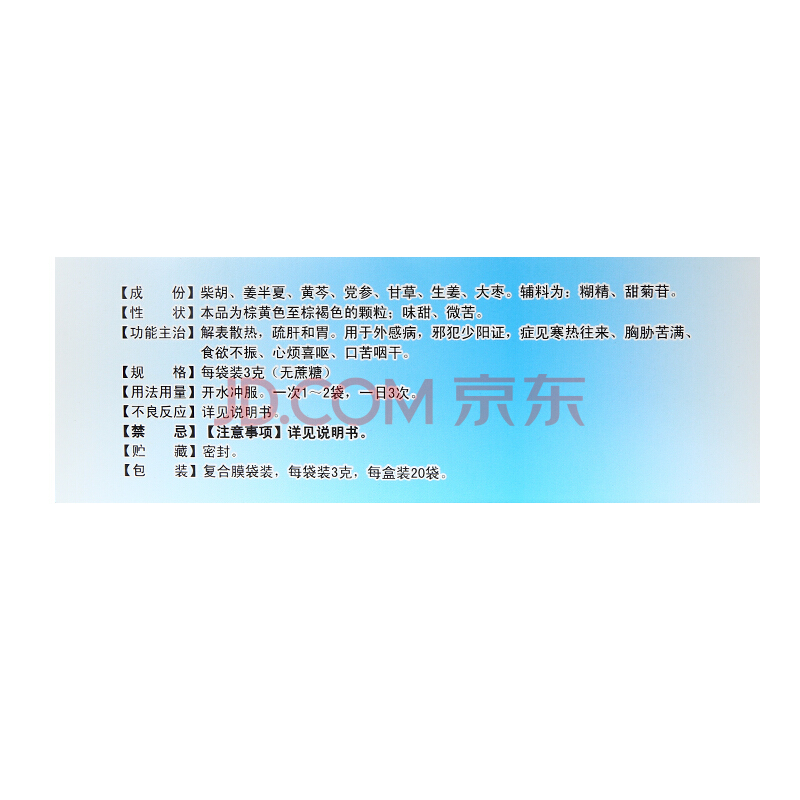 【成　　份】柴胡、姜半夏、黄芩、党参、甘草、生姜、大枣。辅料为：糊精、甜菊苷。
【性　　状】本品为棕黄色至棕褐色的颗粒；味甜、微苦。
【功能主治】解表散热，疏肝和胃。用于外感病，邪犯少阳证，症见寒热往来、胸胁苦满、
食欲不振、心烦喜呕、口苦咽干。
【规　　格】每袋装3克（无蔗糖）
【用法用量】开水冲服。一次1～2袋，一日3次。
【不良反应】详见说明书。
【禁　　忌】【注意事项】详见说明书。
【贮　　藏】密封。
【包　　装】复合膜袋装，每袋装3克，每盒装20袋。
JD.COM 京东